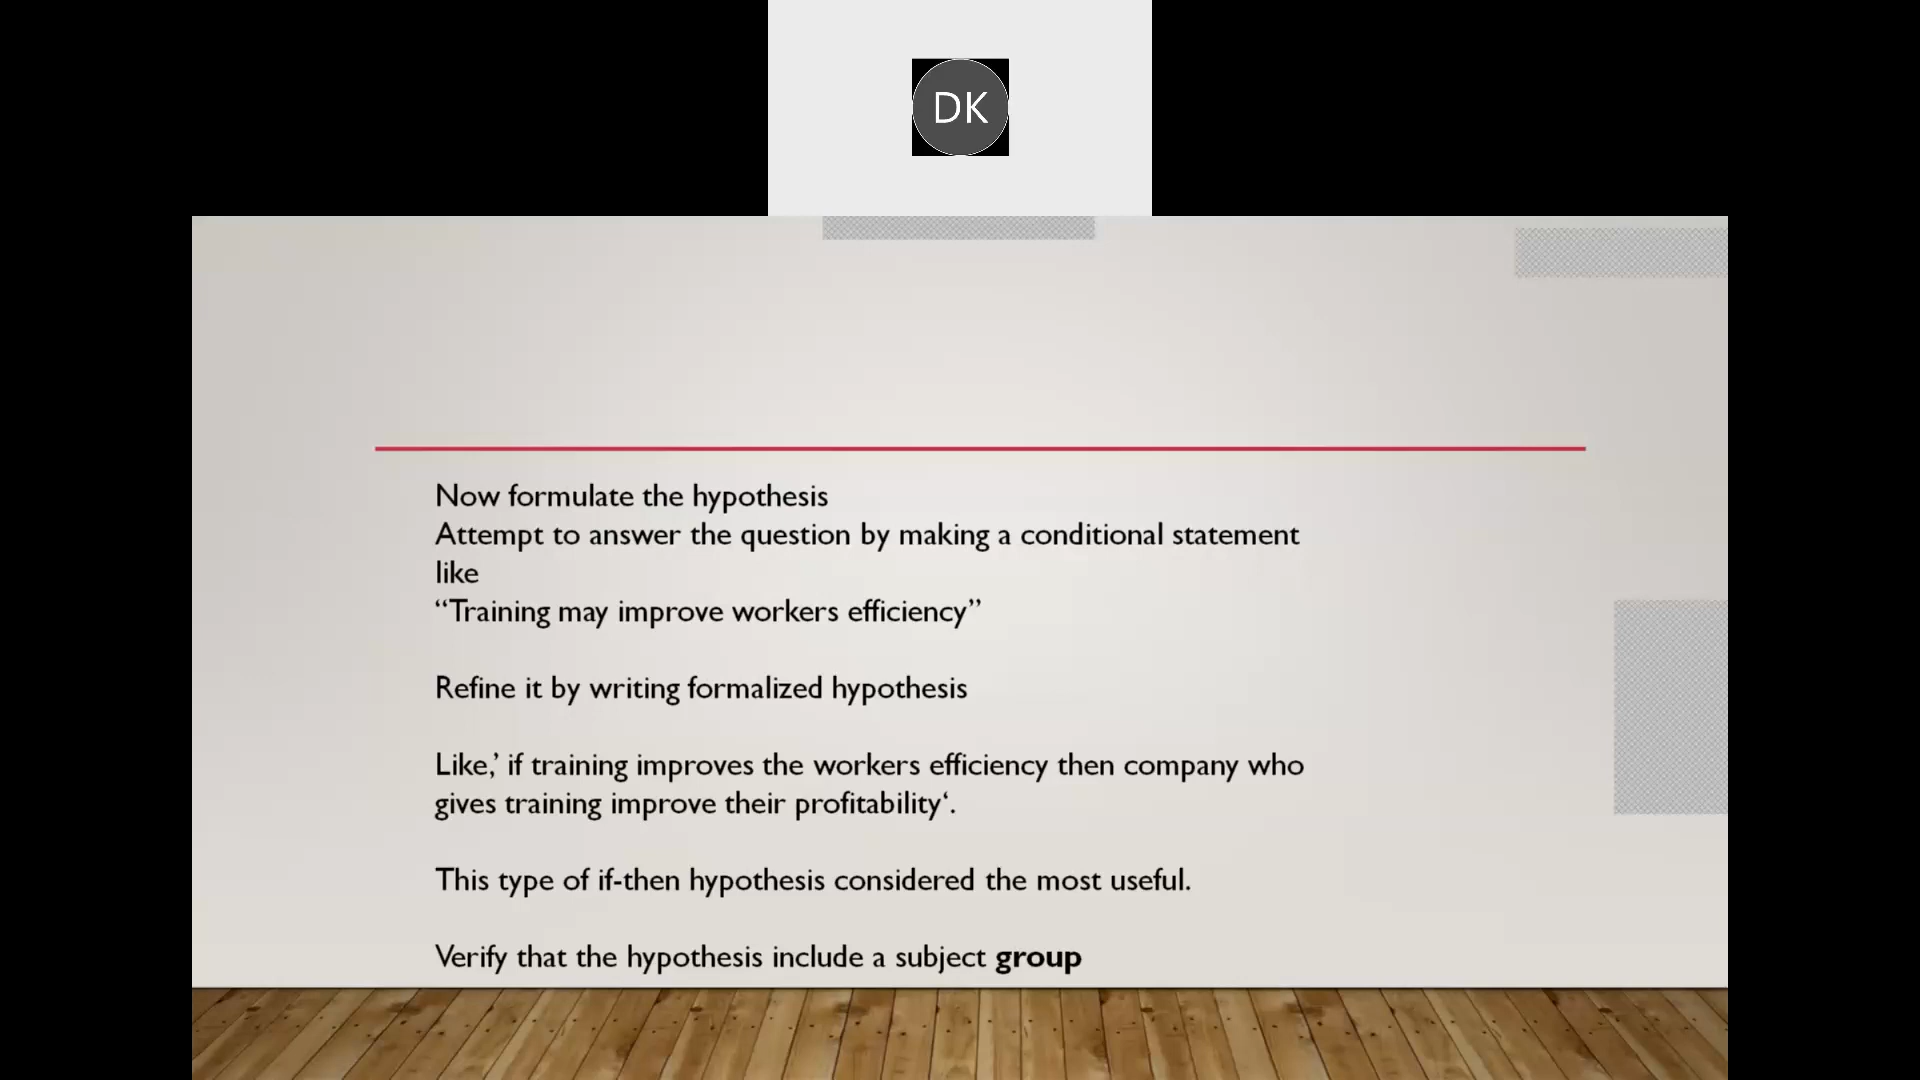 DK
Now formulate the hypothesis
Attempt to answer the question by making a conditional statement
like
“Training may improve workers efficiency”
Refine it by writing formalized hypothesis
Like,’ if training improves the workers efficiency then company who
gives training improve their profitability‘.
This type of if-then hypothesis considered the most useful.
Verify that the hypothesis include a subject group